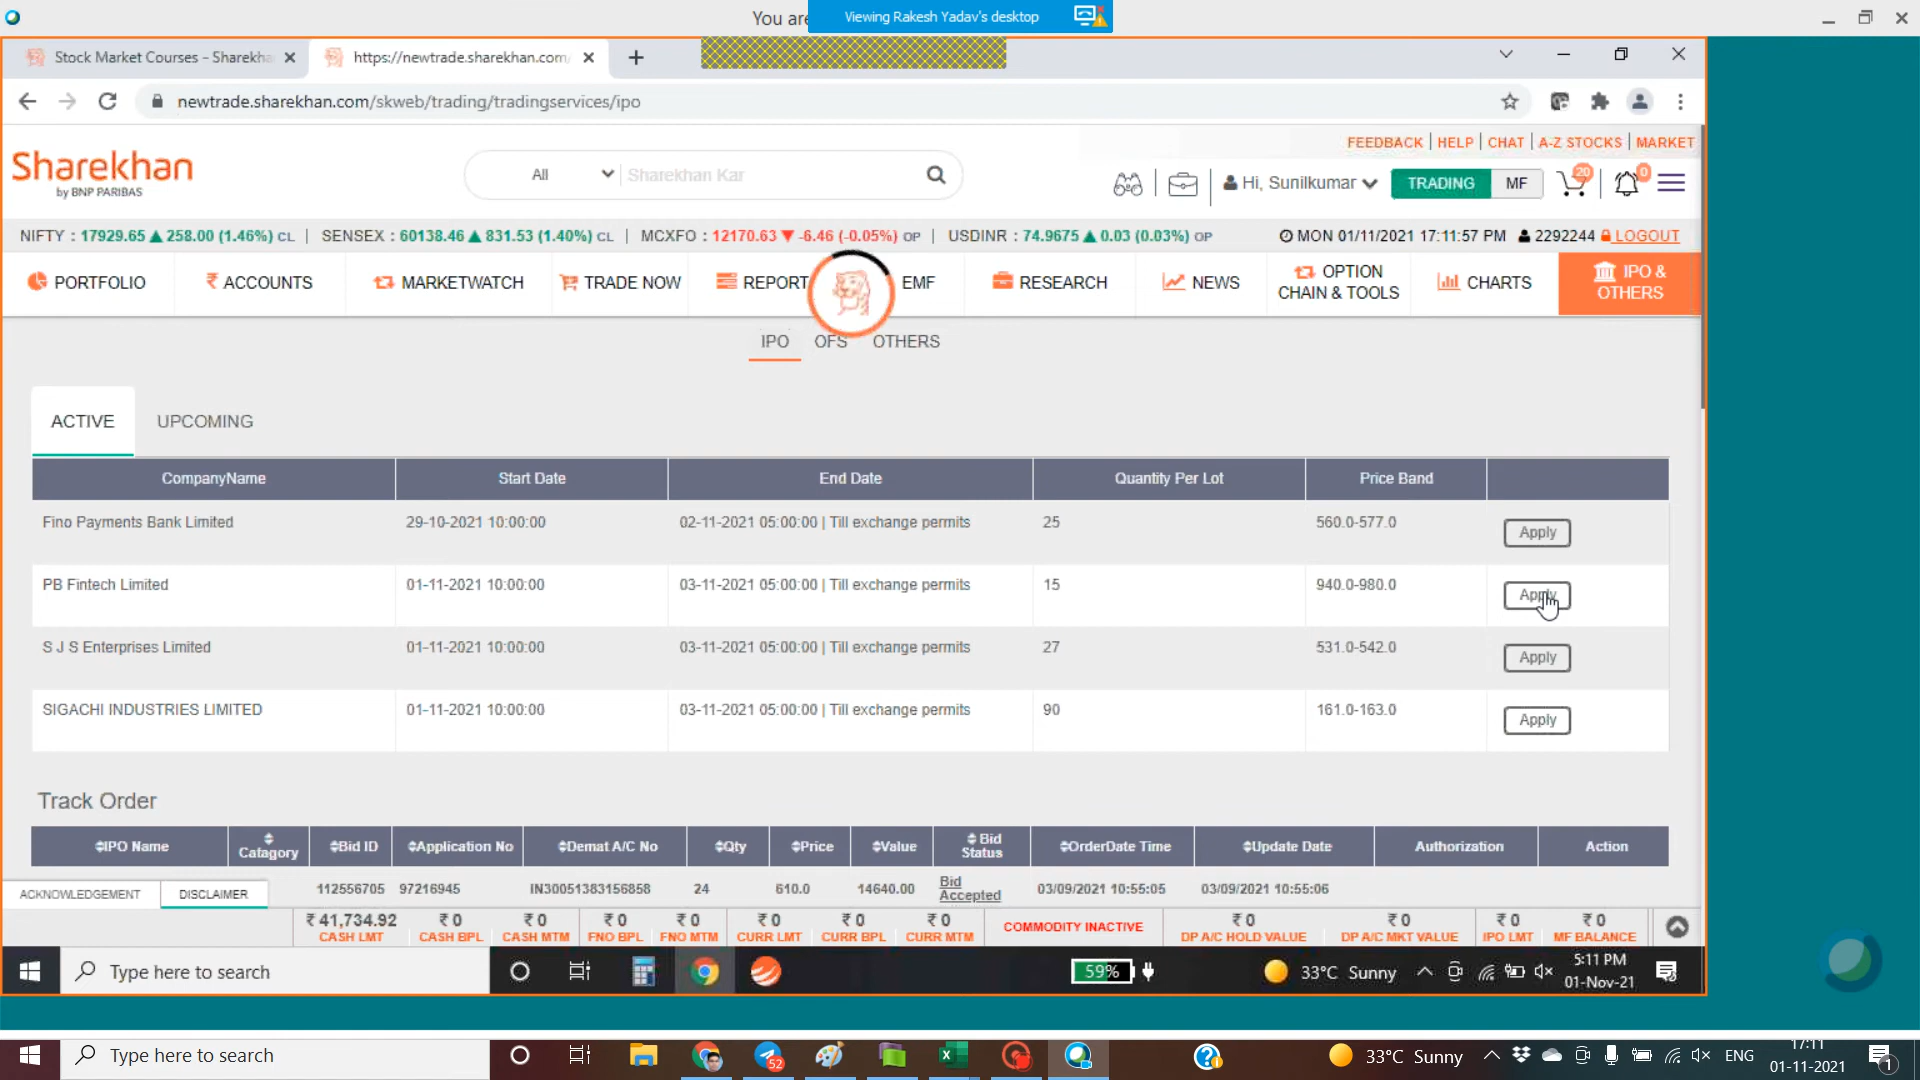 You are
Viewing Rakesh Yadav's desktop
Stock Market Courses – Sharekha
https://newtrade.sharekhan.com/
newtrade.sharekhan.com/skweb/trading/tradingservices/ipo
FEEDBACK | HELP | CHAT | A-Z STOCKS | MARKET
Sharekhan
by BNP PARIBAS
All
Sharekhan Kar
Hi, Sunilkumar
TRADING MF
20
0
NIFTY : 17929.65 ▲ 258.00 (1.46%) CL | SENSEX : 60138.46 ▲ 831.53 (1.40%) CL | MCXFO : 12170.63 ▼ -6.46 (-0.05%) OP | USDINR : 74.9675 ▲ 0.03 (0.03%) OP
MON 01/11/2021 17:11:57 PM 2292244 LOGOUT
PORTFOLIO ₹ ACCOUNTS MARKETWATCH TRADE NOW REPORT EMF RESEARCH NEWS OPTION CHAIN & TOOLS CHARTS IPO & OTHERS
IPO OFS OTHERS
ACTIVE UPCOMING
CompanyName Start Date End Date Quantity Per Lot Price Band
Fino Payments Bank Limited 29-10-2021 10:00:00 02-11-2021 05:00:00 | Till exchange permits 25 560.0-577.0 Apply
PB Fintech Limited 01-11-2021 10:00:00 03-11-2021 05:00:00 | Till exchange permits 15 940.0-980.0 Apply
S J S Enterprises Limited 01-11-2021 10:00:00 03-11-2021 05:00:00 | Till exchange permits 27 531.0-542.0 Apply
SIGACHI INDUSTRIES LIMITED 01-11-2021 10:00:00 03-11-2021 05:00:00 | Till exchange permits 90 161.0-163.0 Apply
Track Order
IPO Name Catagory Bid ID Application No Demat A/C No Qty Price Value Bid Status OrderDate Time Update Date Authorization Action
112556705 97216945 IN30051383156858 24 610.0 14640.00 Bid Accepted 03/09/2021 10:55:05 03/09/2021 10:55:06
ACKNOWLEDGEMENT DISCLAIMER
₹ 41,734.92 ₹ 0 ₹ 0 ₹ 0 ₹ 0 ₹ 0 ₹ 0 ₹ 0 COMMODITY INACTIVE ₹ 0 ₹ 0 ₹ 0 ₹ 0
CASH LMT CASH BPL CASH MTM FNO BPL FNO MTM CURR LMT CURR BPL CURR MTM DP A/C HOLD VALUE DP A/C MKT VALUE IPO LMT MF BALANCE
Type here to search
59%
33°C Sunny
5:11 PM
01-Nov-21
Type here to search
52
33°C Sunny
ENG
17:11
01-11-2021
1